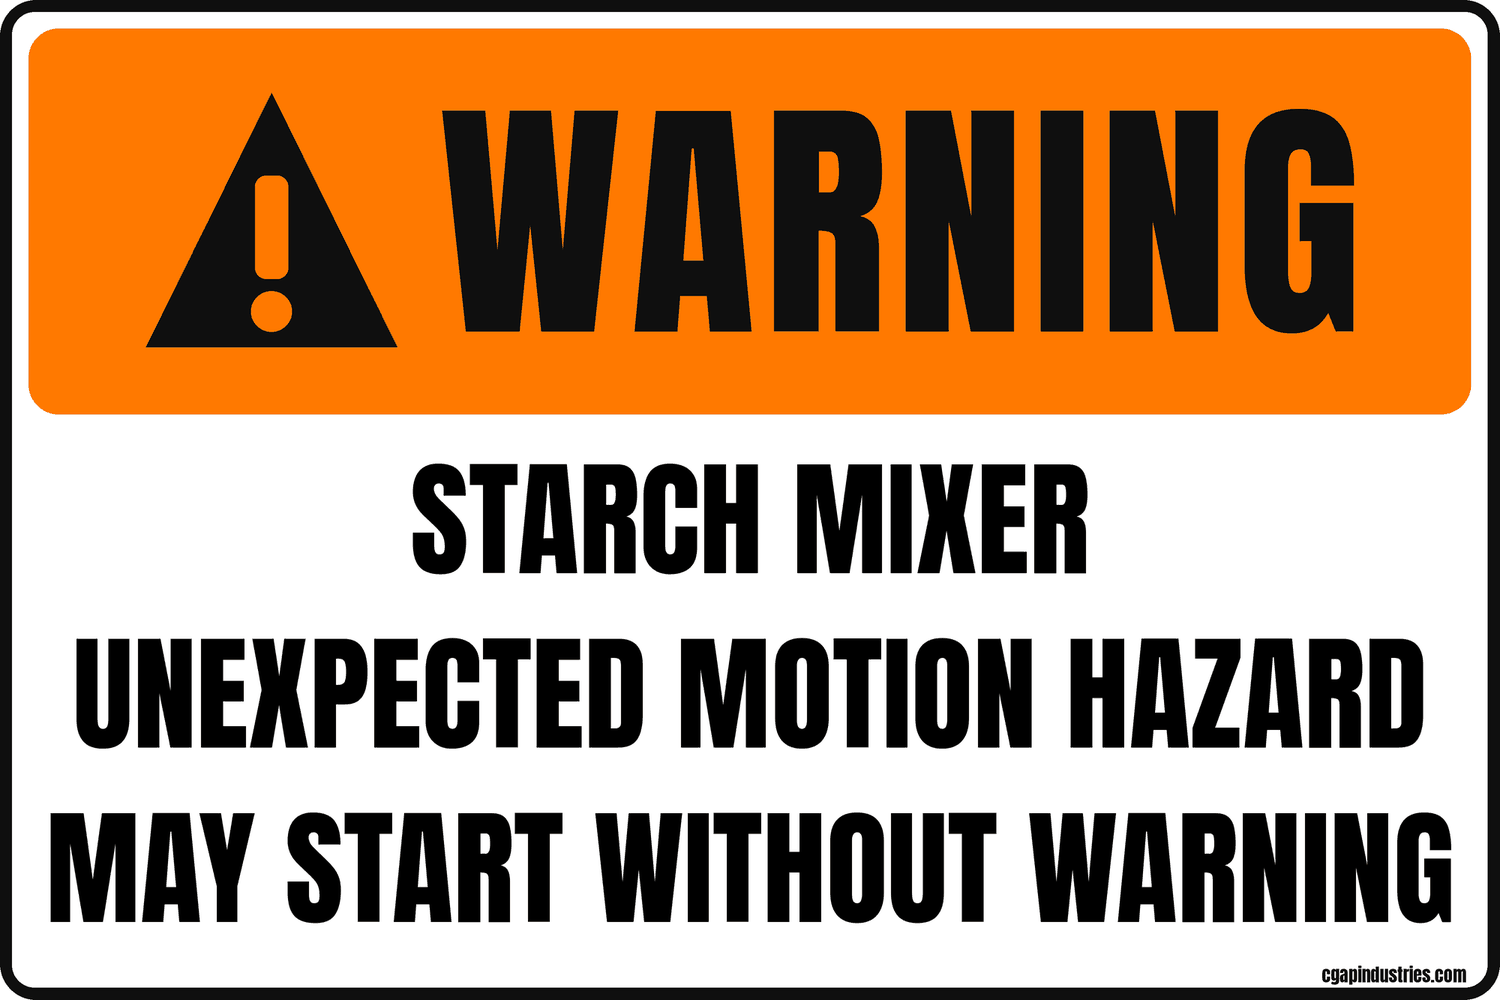 WARNING
STARCH MIXER
UNEXPECTED MOTION HAZARD
MAY START WITHOUT WARNING
cgapindustries.com